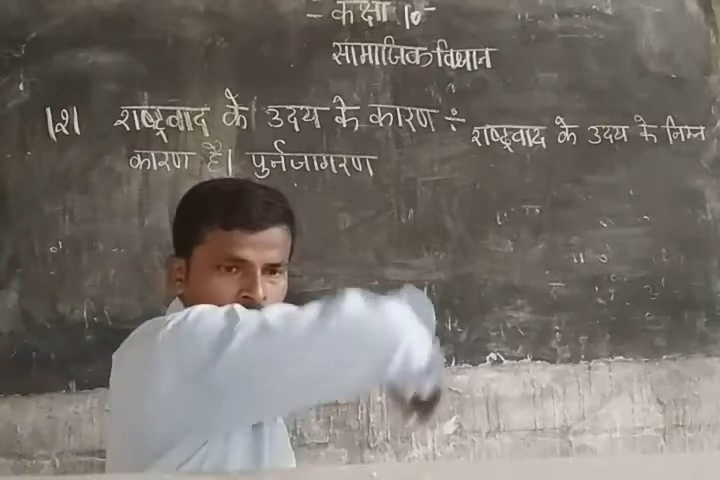 - कक्षा 10 -
सामाजिक विधान
।2। राष्ट्रवाद के उदय के कारण ÷ राष्ट्रवाद के उदय के निम्न
कारण है। पुर्नजागरण